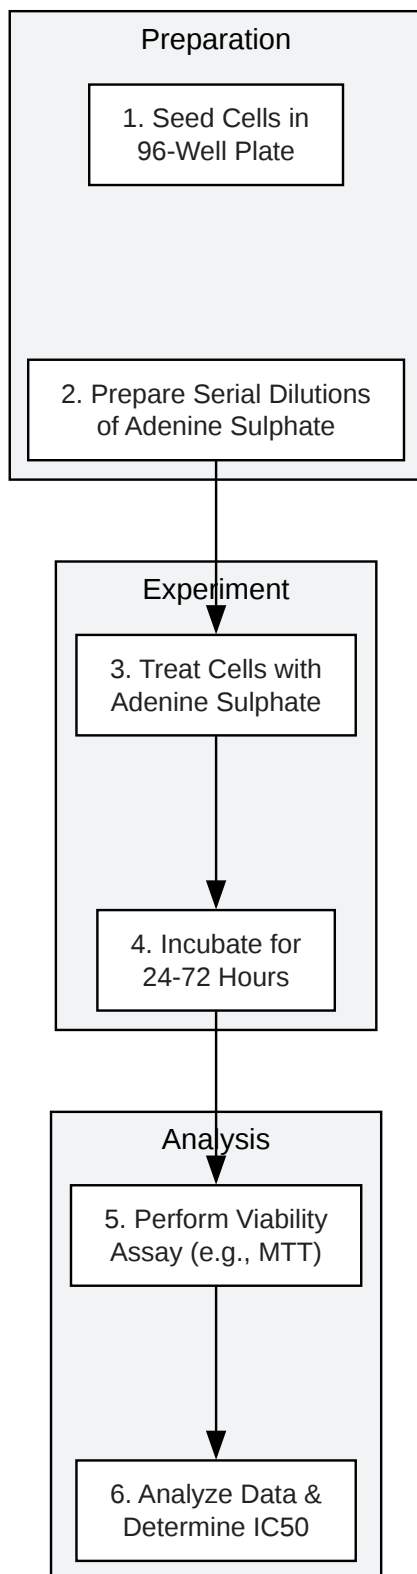 Preparation
1. Seed Cells in
96-Well Plate
2. Prepare Serial Dilutions
of Adenine Sulphate
Experiment
3. Treat Cells with
Adenine Sulphate
4. Incubate for
24-72 Hours
Analysis
5. Perform Viability
Assay (e.g., MTT)
6. Analyze Data &
Determine IC50